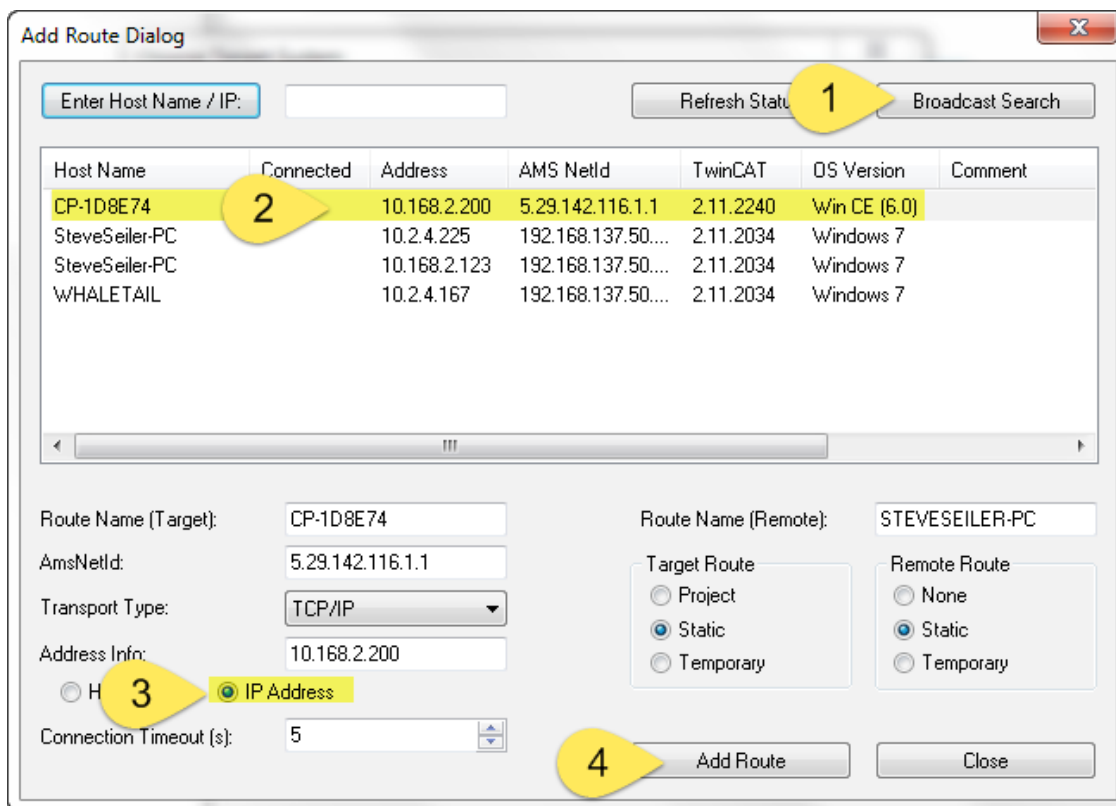 Add Route Dialog
Enter Host Name / IP:
Refresh Statu
1
Broadcast Search
Host Name Connected Address AMS NetId TwinCAT OS Version Comment
CP-1D8E74 2 10.168.2.200 5.29.142.116.1.1 2.11.2240 Win CE (6.0)
SteveSeiler-PC 10.2.4.225 192.168.137.50.... 2.11.2034 Windows 7
SteveSeiler-PC 10.168.2.123 192.168.137.50.... 2.11.2034 Windows 7
WHALETAIL 10.2.4.167 192.168.137.50.... 2.11.2034 Windows 7
Route Name (Target): CP-1D8E74 Route Name (Remote): STEVESEILER-PC
AmsNetId: 5.29.142.116.1.1 Target Route Remote Route
Transport Type: TCP/IP Project None
Address Info: 10.168.2.200 Static Static
H 3 IP Address Temporary Temporary
Connection Timeout (s): 5
4 Add Route Close